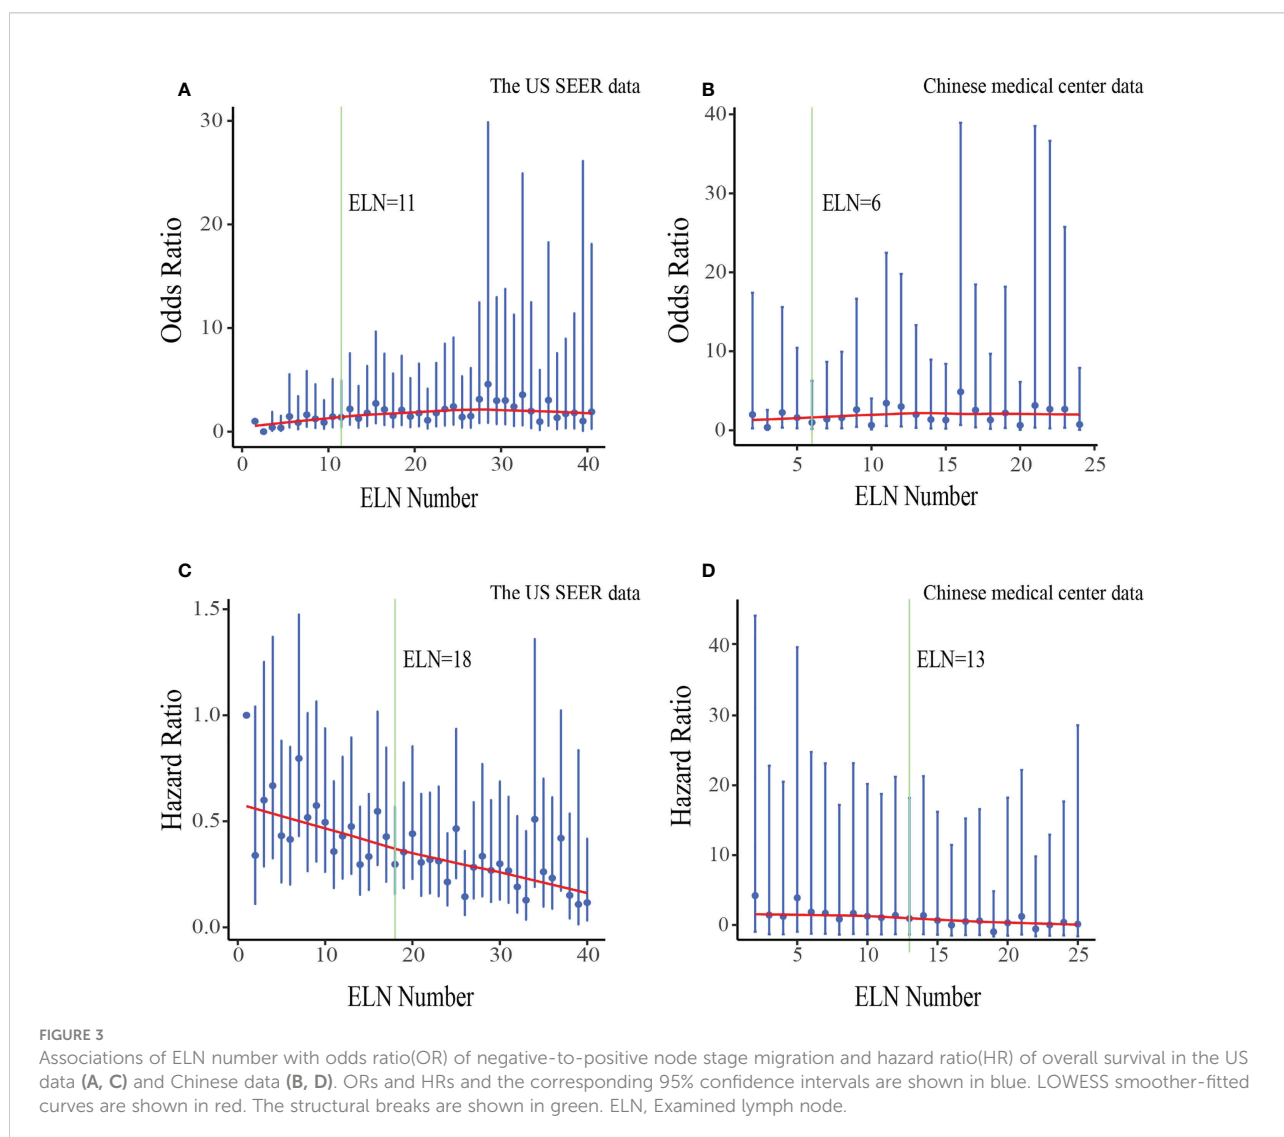 A
The US SEER data
30
20
10
0
Odds Ratio
ELN=11
0 10 20 30 40
ELN Number
B
Chinese medical center data
40
30
20
10
0
Odds Ratio
ELN=6
5 10 15 20 25
ELN Number
C
The US SEER data
1.5
1.0
0.5
0.0
Hazard Ratio
ELN=18
0 10 20 30 40
ELN Number
D
Chinese medical center data
40
30
20
10
0
Hazard Ratio
ELN=13
5 10 15 20 25
ELN Number
FIGURE 3
Associations of ELN number with odds ratio(OR) of negative-to-positive node stage migration and hazard ratio(HR) of overall survival in the US
data (A, C) and Chinese data (B, D). ORs and HRs and the corresponding 95% confidence intervals are shown in blue. LOWESS smoother-fitted
curves are shown in red. The structural breaks are shown in green. ELN, Examined lymph node.